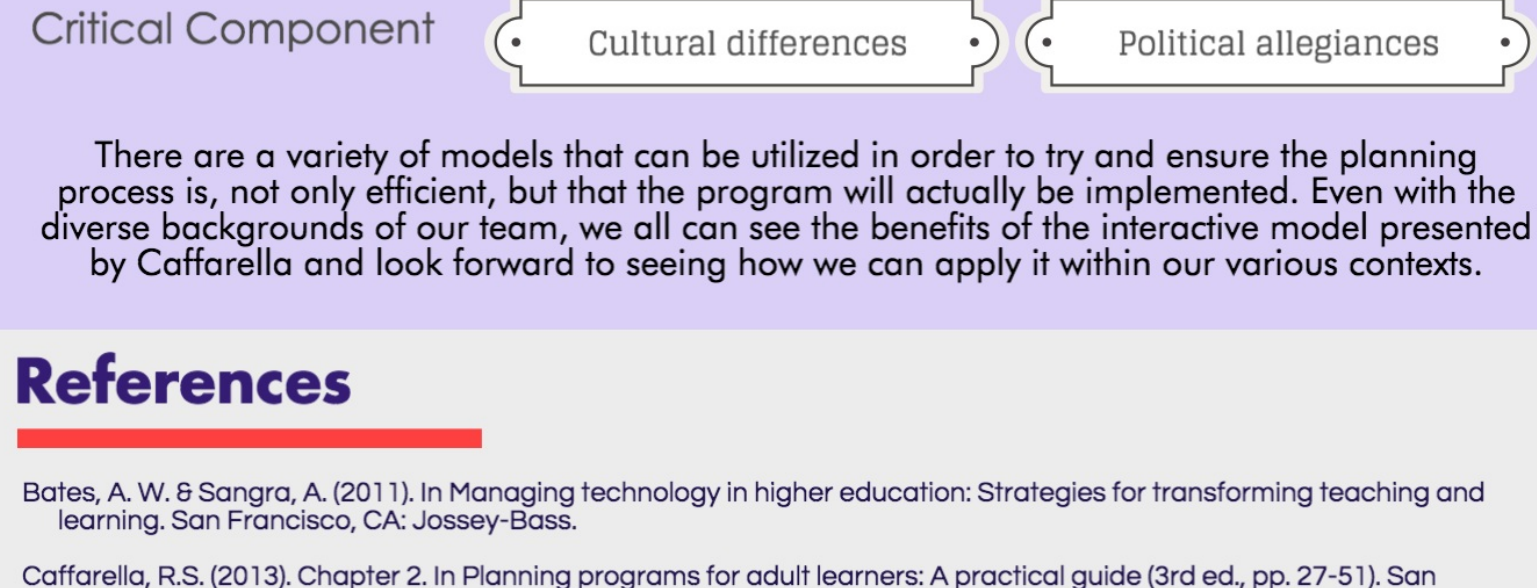 Critical Component
Cultural differences
Political allegiances
There are a variety of models that can be utilized in order to try and ensure the planning
process is, not only efficient, but that the program will actually be implemented. Even with the
diverse backgrounds of our team, we all can see the benefits of the interactive model presented
by Caffarella and look forward to seeing how we can apply it within our various contexts.
References
Bates, A. W. & Sangra, A. (2011). In Managing technology in higher education: Strategies for transforming teaching and
learning. San Francisco, CA: Jossey-Bass.
Caffarella, R.S. (2013). Chapter 2. In Planning programs for adult learners: A practical guide (3rd ed., pp. 27-51). San